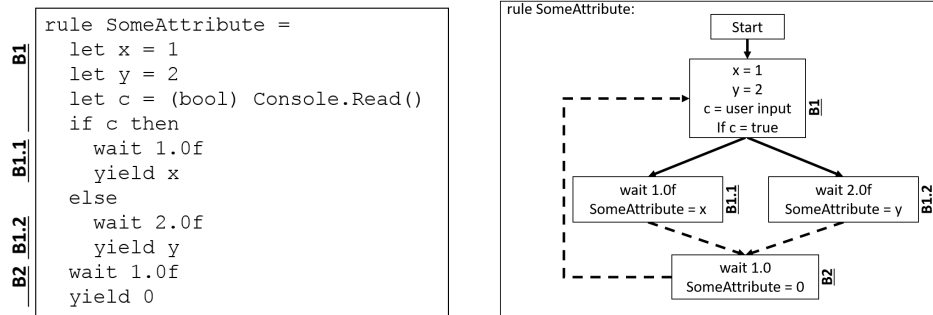 rule SomeAttribute =
let x = 1
let y = 2
let c = (bool) Console.Read()
if c then
wait 1.0f
yield x
else
wait 2.0f
yield y
wait 1.0f
yield 0
B1
B1.1
B1.2
B2
rule SomeAttribute:
Start
x = 1
y = 2
c = user input
If c = true
B1
wait 1.0f
SomeAttribute = x
B1.1
wait 2.0f
SomeAttribute = y
B1.2
wait 1.0
SomeAttribute = 0
B2